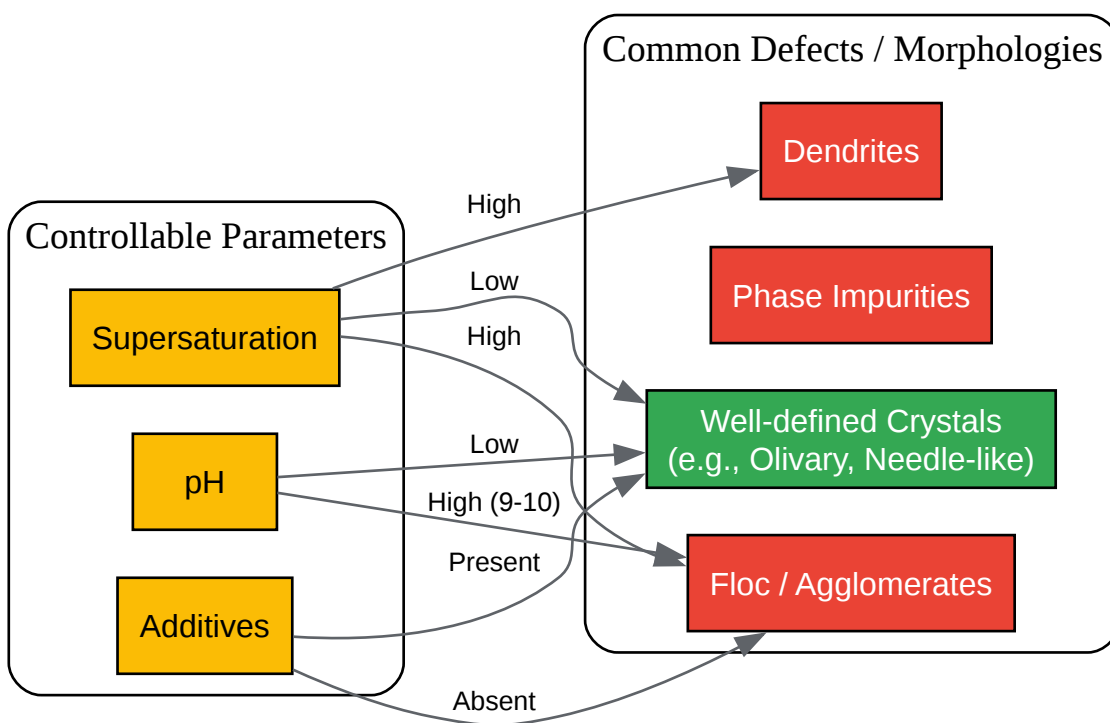 Common Defects / Morphologies
Dendrites
High
Controllable Parameters
Low
Phase Impurities
Supersaturation
High
Well-defined Crystals
(e.g., Olivary, Needle-like)
Low
pH
High (9-10)
Present
Floc / Agglomerates
Additives
Absent